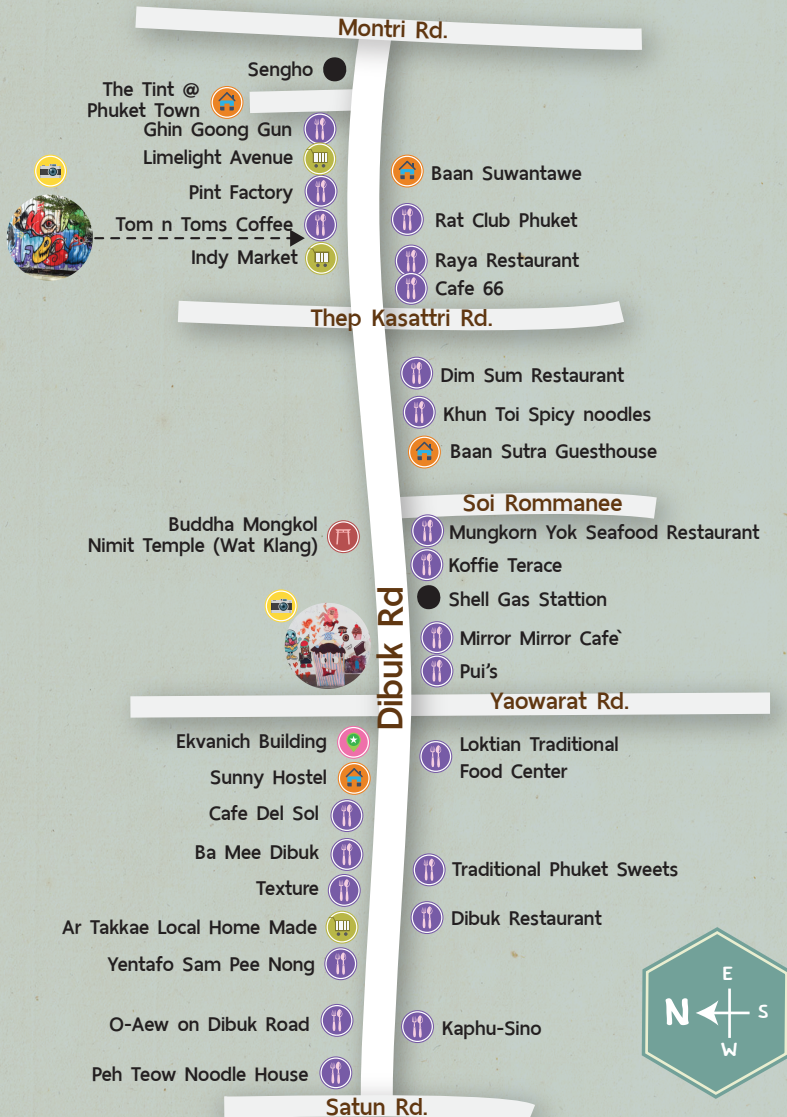 Montri Rd.
Sengho
The Tint @
Phuket Town
Ghin Goong Gun
Limelight Avenue
Baan Suwantawe
Pint Factory
Rat Club Phuket
Tom n Toms Coffee
Indy Market
Raya Restaurant
Cafe 66
Thep Kasattri Rd.
Dim Sum Restaurant
Khun Toi Spicy noodles
Baan Sutra Guesthouse
Soi Rommanee
Buddha Mongkol
Nimit Temple (Wat Klang)
Mungkorn Yok Seafood Restaurant
Koffie Terace
Shell Gas Stattion
Dibuk Rd
Mirror Mirror Cafe`
Pui's
Yaowarat Rd.
Ekvanich Building
Loktian Traditional
Food Center
Sunny Hostel
Cafe Del Sol
Ba Mee Dibuk
Traditional Phuket Sweets
Texture
Dibuk Restaurant
Ar Takkae Local Home Made
Yentafo Sam Pee Nong
O-Aew on Dibuk Road
Kaphu-Sino
Peh Teow Noodle House
Satun Rd.
E
N
S
W